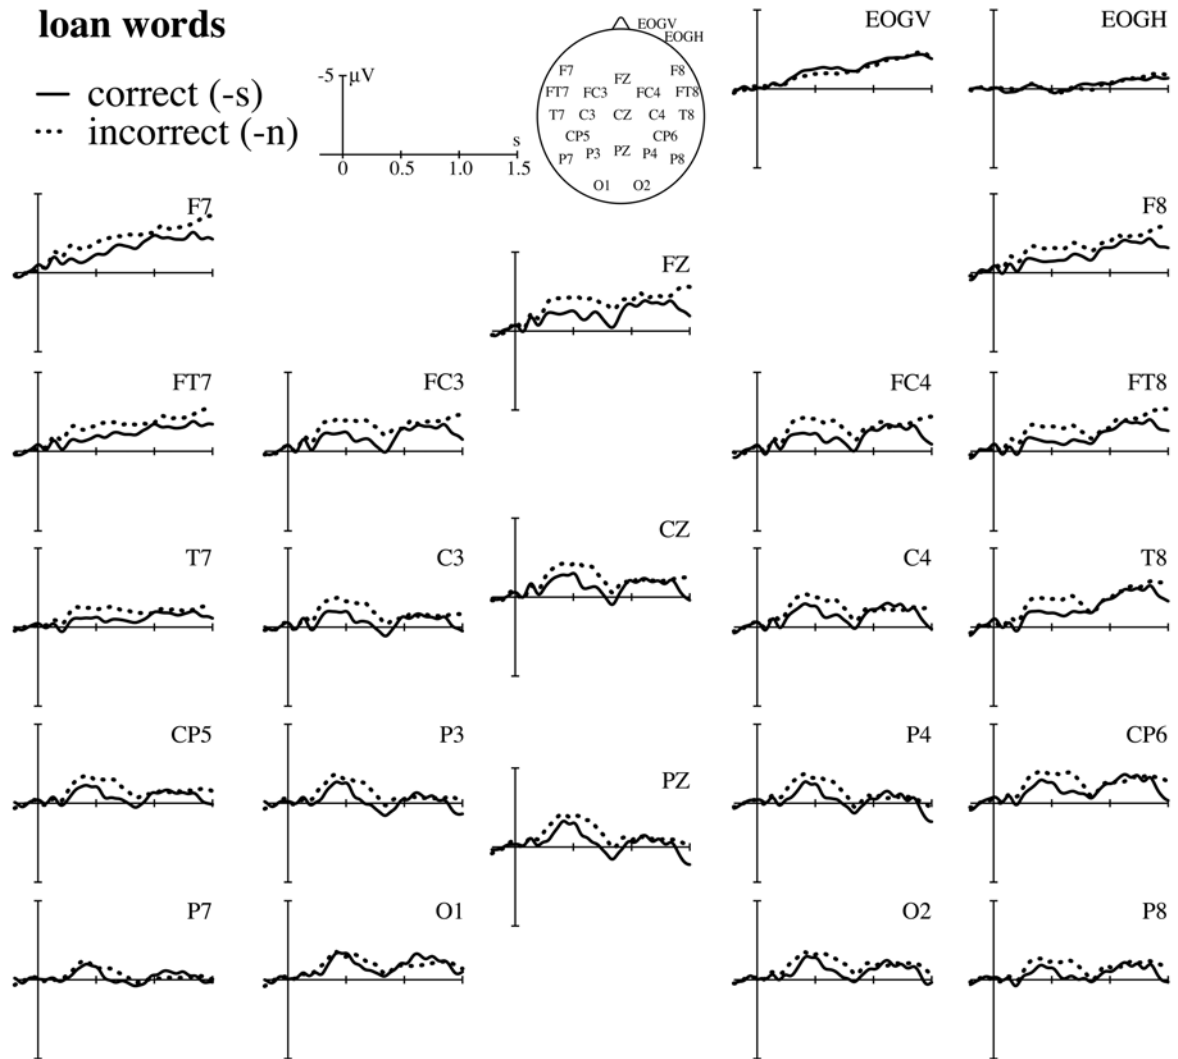 loan words
correct (-s)
incorrect (-n)
-5 µV
s
0 0.5 1.0 1.5
EOGV
EOGH
F7 FZ F8
FT7 FC3 FC4 FT8
T7 C3 CZ C4 T8
CP5 CP6
P7 P3 PZ P4 P8
O1 O2
EOGV EOGH
F7 F8
FZ
FT7 FC3 FC4 FT8
CZ
T7 C3 C4 T8
CP5 P3 P4 CP6
PZ
P7 O1 O2 P8